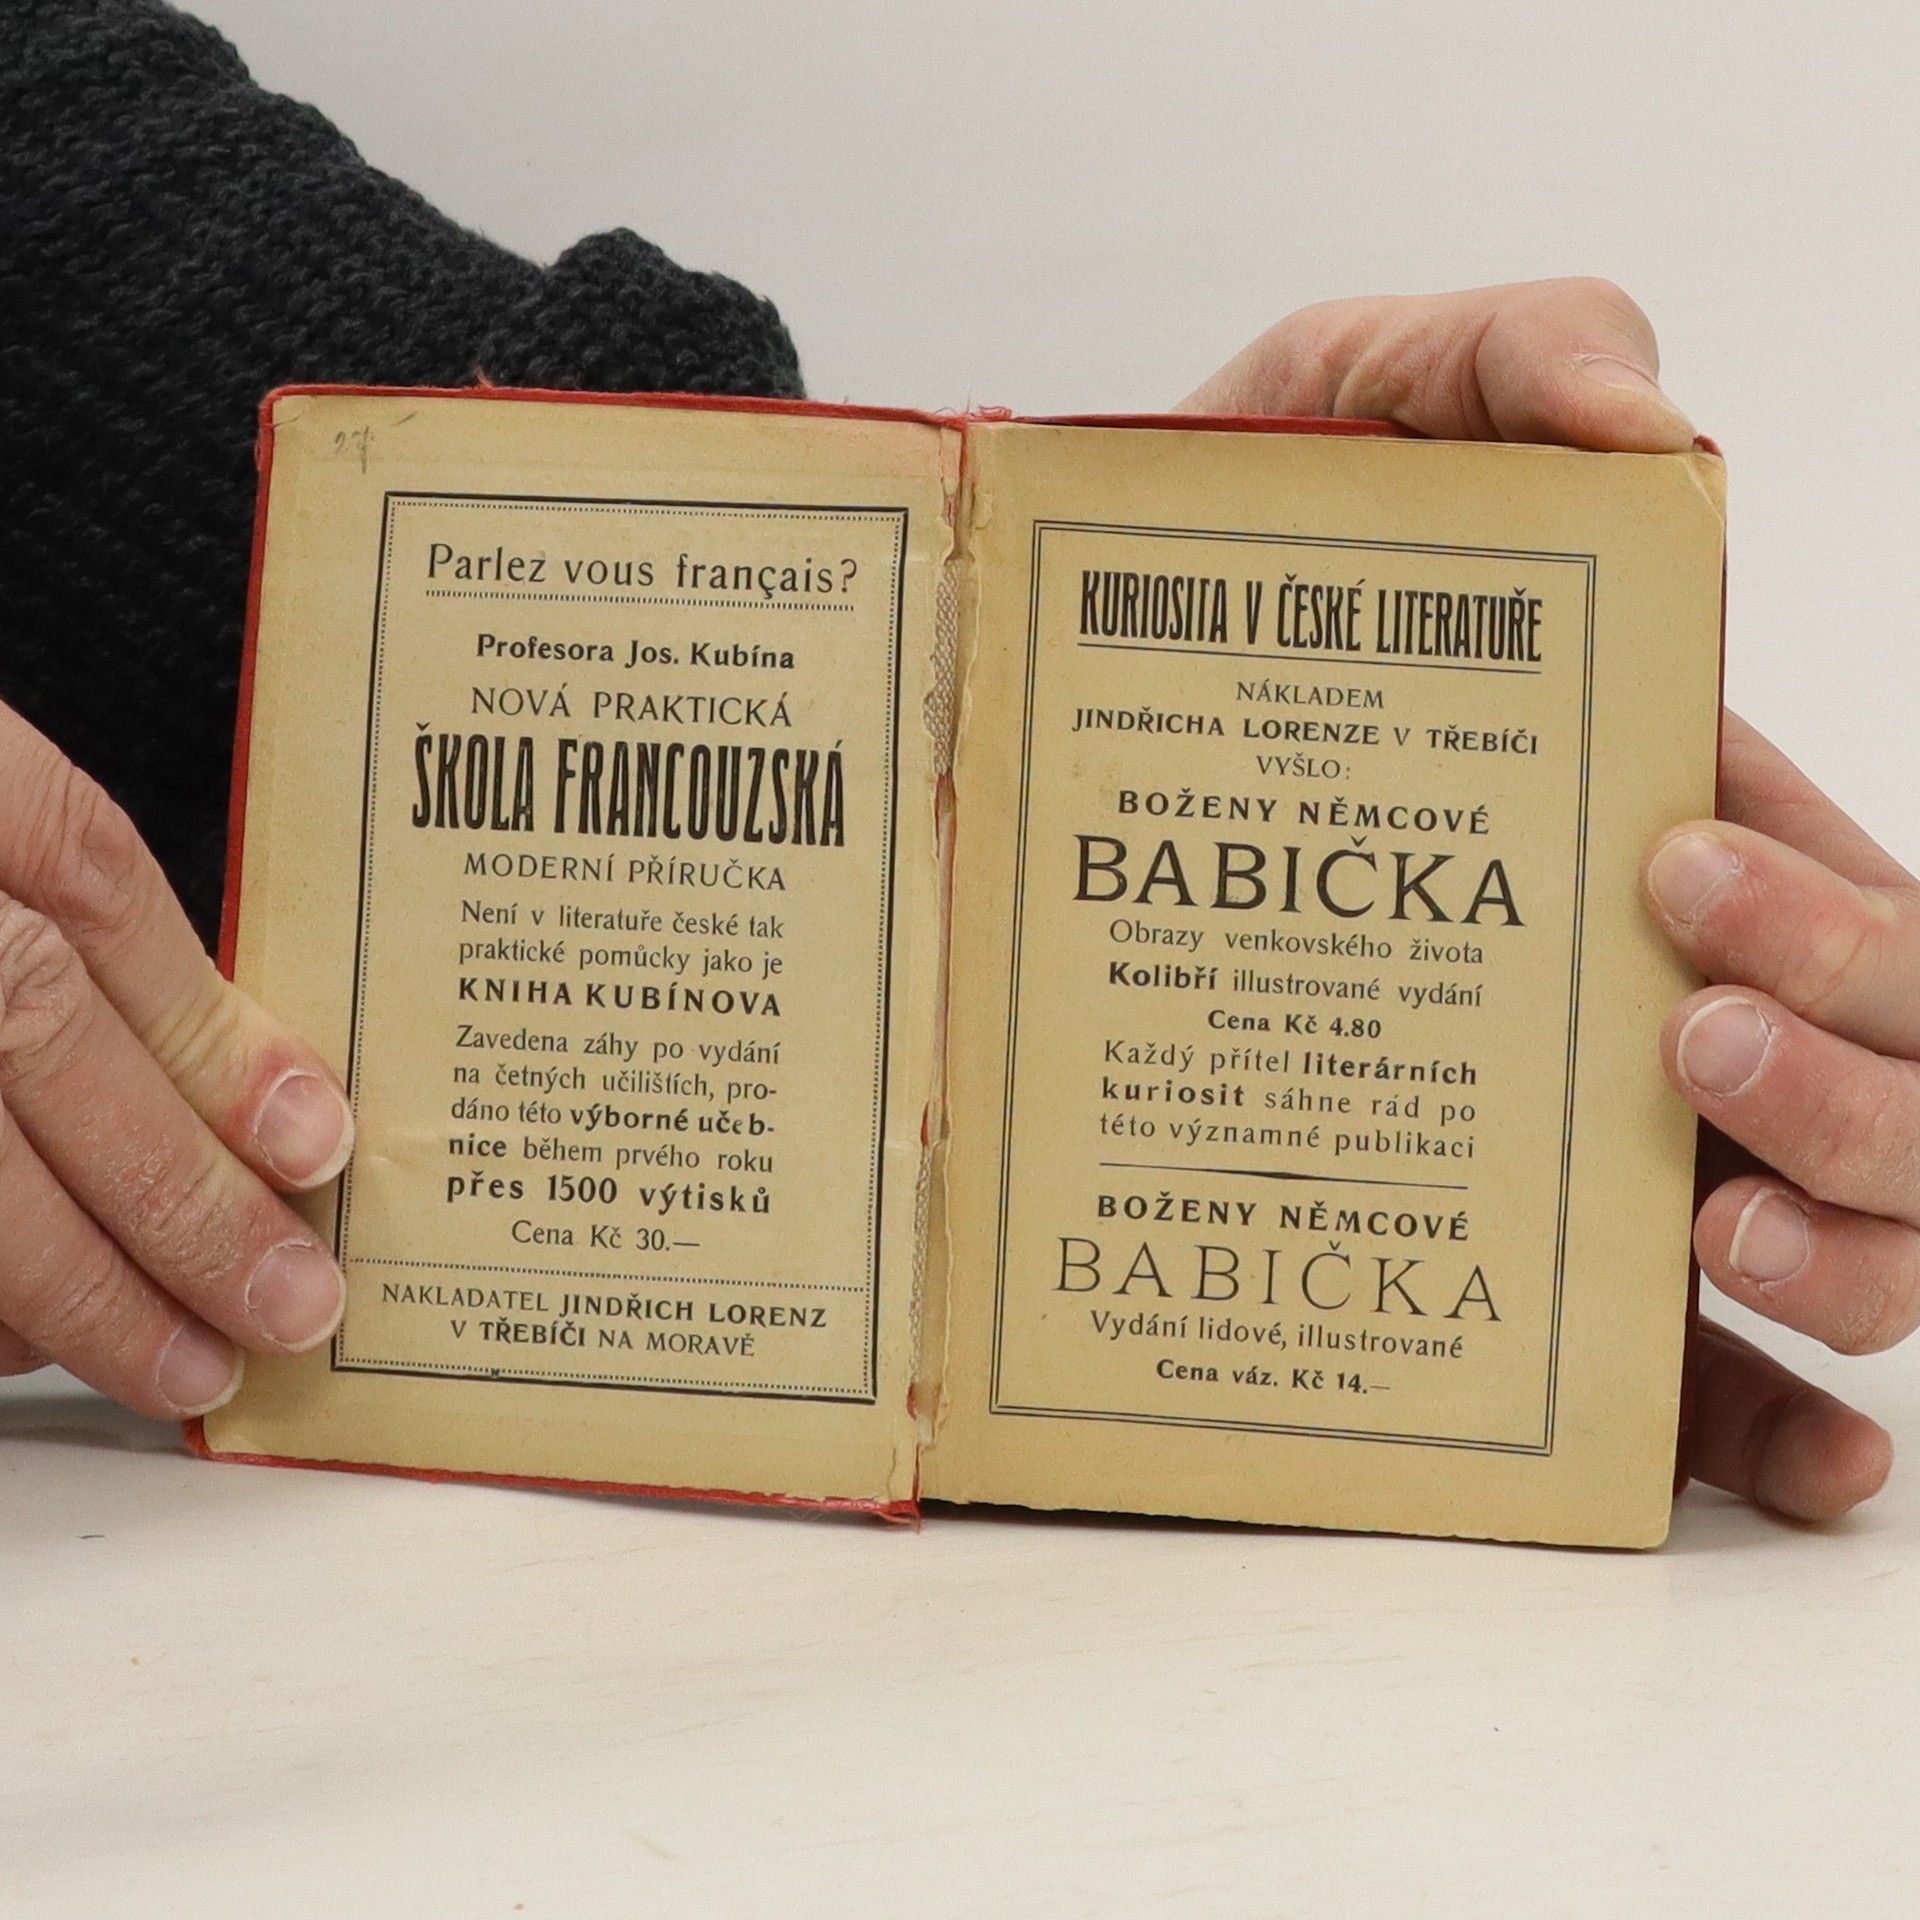 27
Parlez vous français?
Profesora Jos. Kubína
NOVÁ PRAKTICKÁ
ŠKOLA FRANCOUZSKÁ
MODERNÍ PŘÍRUČKA
Není v literatuře české tak
praktické pomůcky jako je
KNIHA KUBÍNOVA
Zavedena záhy po vydání
na četných učilištích, pro-
dáno této výborné učeb-
nice během prvého roku
přes 1500 výtisků
Cena Kč 30.—
NAKLADATEL JINDŘICH LORENZ
V TŘEBÍČI NA MORAVĚ
KURIOSITA V ČESKÉ LITERATUŘE
NÁKLADEM
JINDŘICHA LORENZE V TŘEBÍČI
VYŠLO:
BOŽENY NĚMCOVÉ
BABIČKA
Obrazy venkovského života
Kolibří illustrované vydání
Cena Kč 4.80
Každý přítel literárních
kuriosit sáhne rád po
této významné publikaci
BOŽENY NĚMCOVÉ
BABIČKA
Vydání lidové, illustrované
Cena váz. Kč 14.—